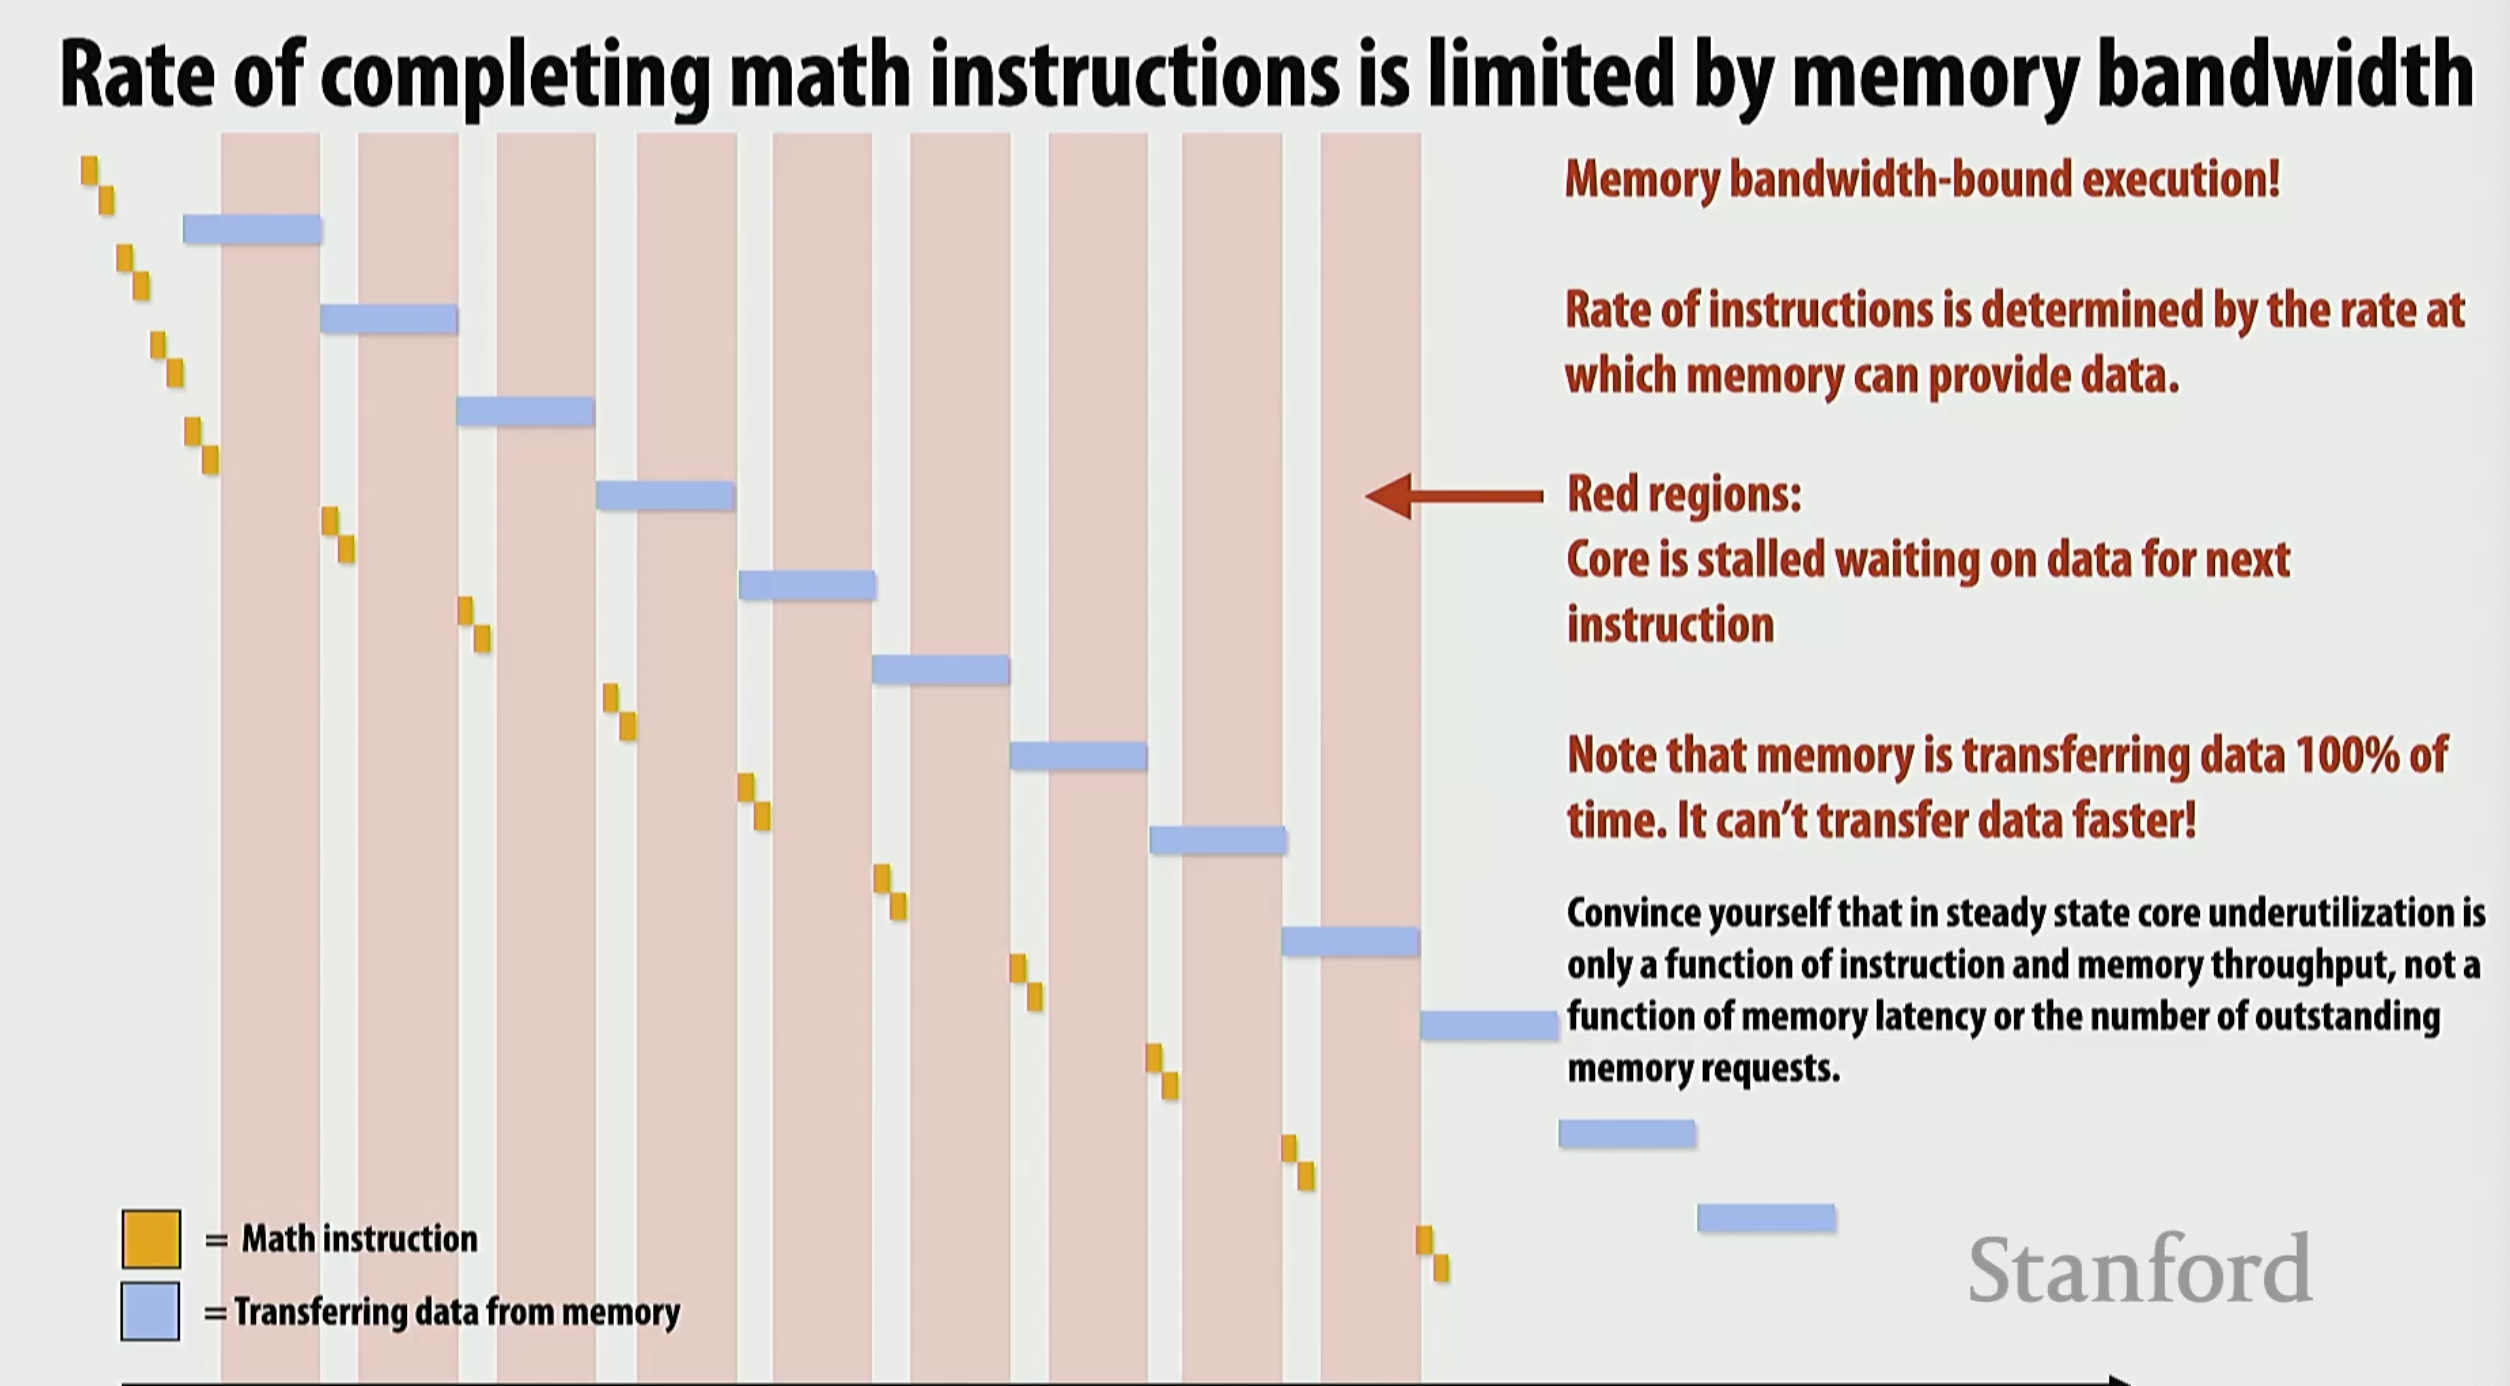 Rate of completing math instructions is limited by memory bandwidth
Memory bandwidth-bound execution!
Rate of instructions is determined by the rate at
which memory can provide data.
Red regions:
Core is stalled waiting on data for next
instruction
Note that memory is transferring data 100% of
time. It can’t transfer data faster!
Convince yourself that in steady state core underutilization is
only a function of instruction and memory throughput, not a
function of memory latency or the number of outstanding
memory requests.
= Math instruction
= Transferring data from memory
Stanford